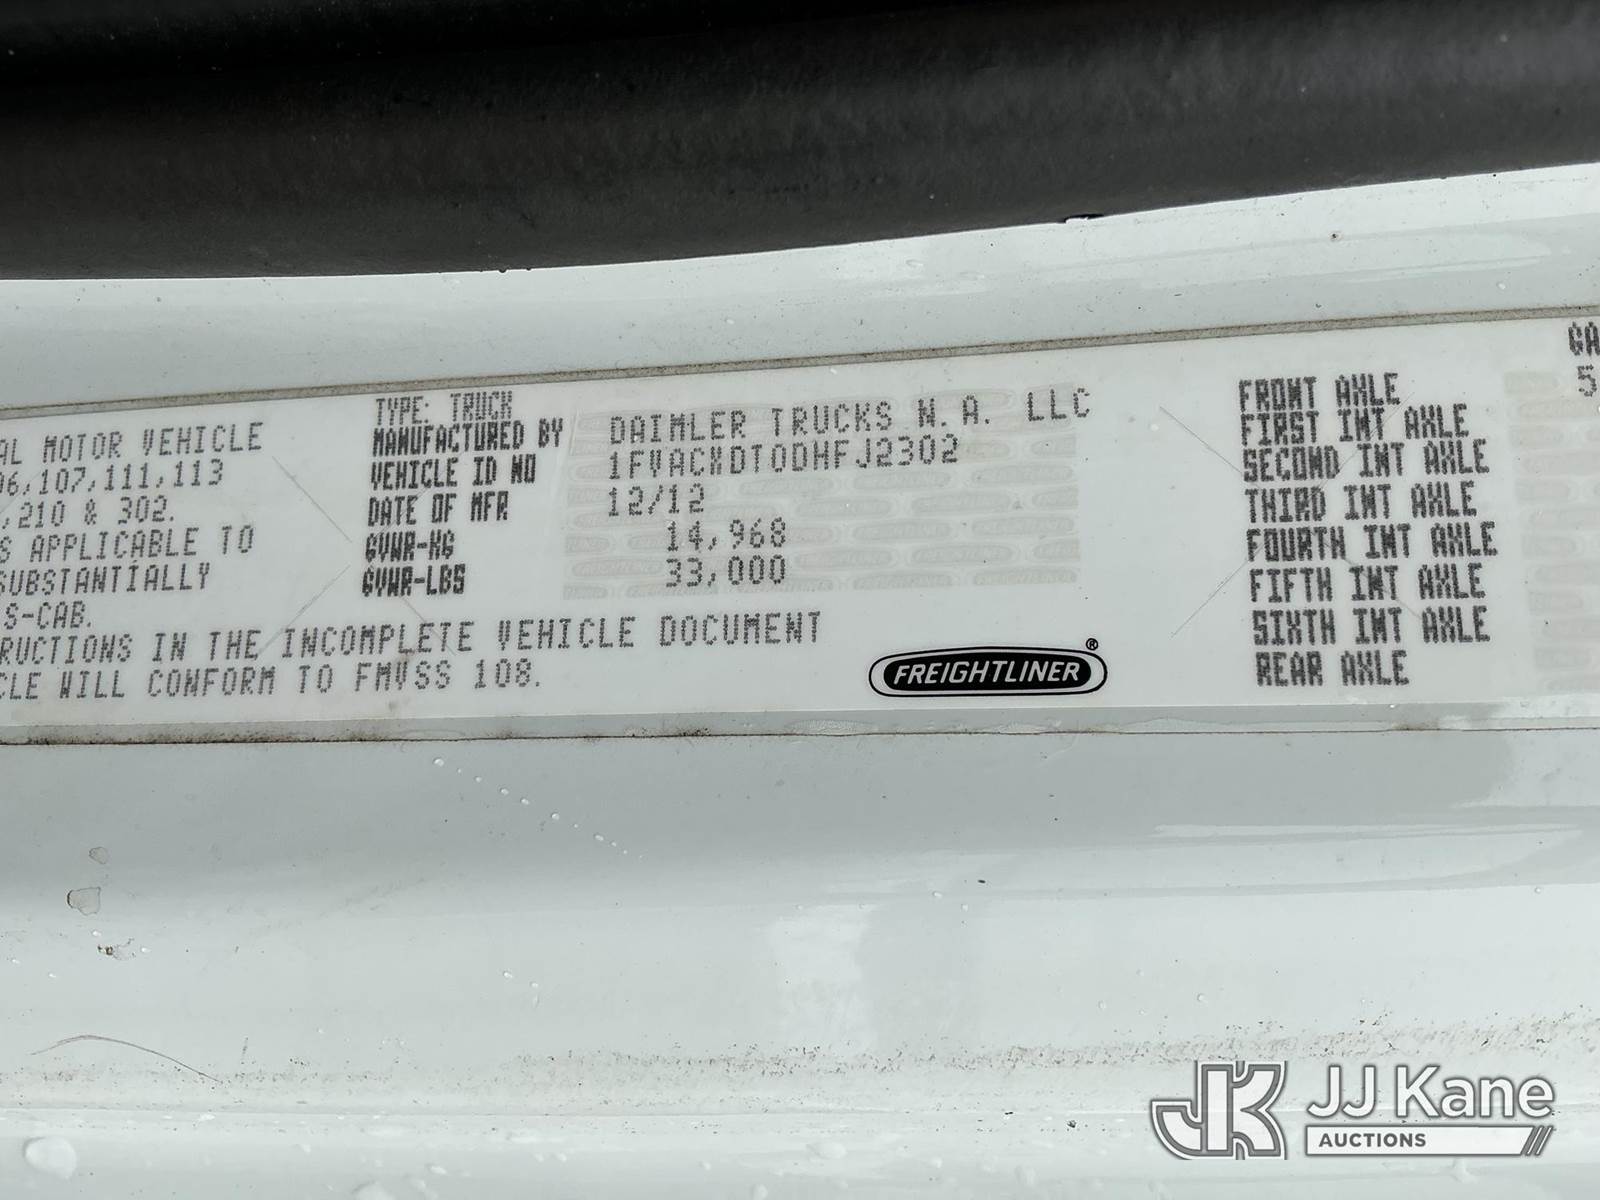 AL MOTOR VEHICLE
06,107,111,113
,210 & 302.
S APPLICABLE TO
SUBSTANTIALLY
S-CAB.
RUCTIONS IN THE INCOMPLETE VEHICLE DOCUMENT
CLE WILL CONFORM TO FMVSS 108.
TYPE: TRUCK
MANUFACTURED BY DAIMLER TRUCKS N.A. LLC
VEHICLE ID NO 1FVACXDT0DHFJ2302
DATE OF MFR 12/12
GVWR-KG 14,968
GVWR-LBS 33,000
FREIGHTLINER®
GA
FRONT AXLE 5
FIRST INT AXLE
SECOND INT AXLE
THIRD INT AXLE
FOURTH INT AXLE
FIFTH INT AXLE
SIXTH INT AXLE
REAR AXLE
JK JJ Kane
AUCTIONS